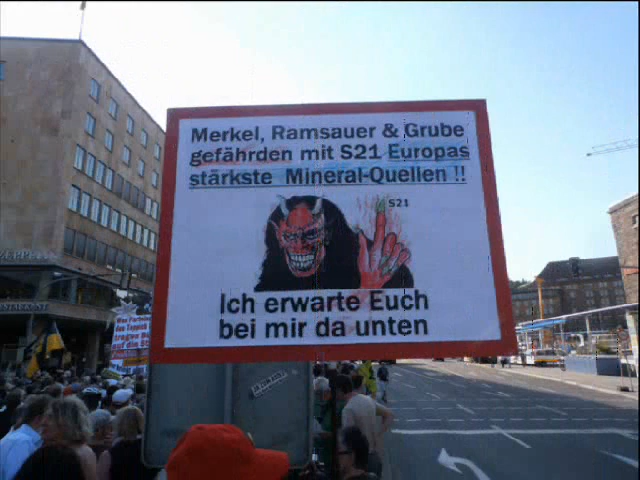 Merkel, Ramsauer & Grube
gefährden mit S21 Europas
stärkste Mineral-Quellen !!
S21
Ich erwarte Euch
bei mir da unten